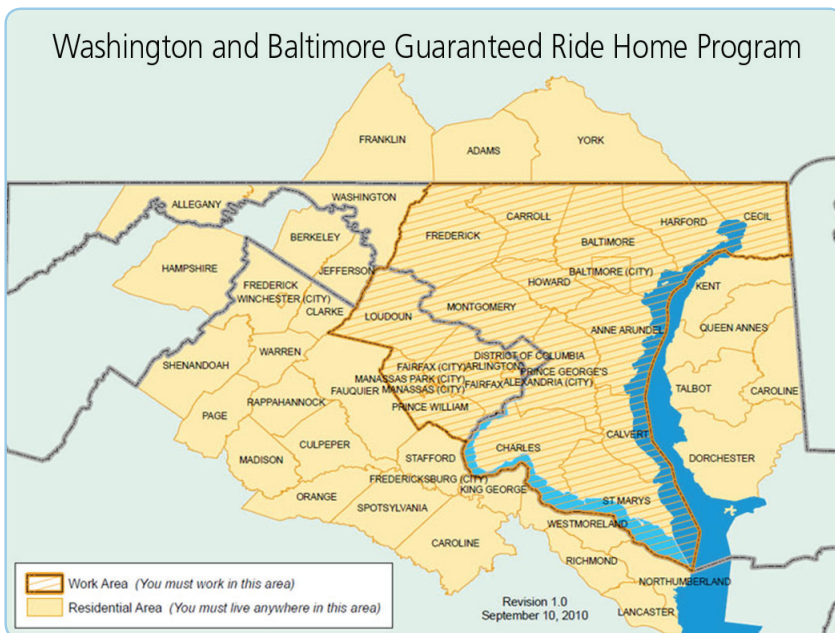 Washington and Baltimore Guaranteed Ride Home Program
FRANKLIN
ADAMS
YORK
ALLEGANY
WASHINGTON
FREDERICK
CARROLL
HARFORD
CECIL
BERKELEY
BALTIMORE
HAMPSHIRE
JEFFERSON
BALTIMORE (CITY)
FREDERICK
HOWARD
KENT
WINCHESTER (CITY)
CLARKE
LOUDOUN
MONTGOMERY
ANNE ARUNDEL
QUEEN ANNES
SHENANDOAH
WARREN
DISTRICT OF COLUMBIA
FAIRFAX (CITY)
ARLINGTON
PRINCE GEORGE'S
MANASSAS PARK (CITY)
FAIRFAX
ALEXANDRIA (CITY)
FAUQUIER
MANASSAS (CITY)
TALBOT
CAROLINE
RAPPAHANNOCK
PRINCE WILLIAM
PAGE
CULPEPER
CALVERT
CHARLES
MADISON
STAFFORD
DORCHESTER
FREDERICKSBURG (CITY)
KING GEORGE
ORANGE
SPOTSYLVANIA
ST MARYS
WESTMORELAND
CAROLINE
RICHMOND
NORTHUMBERLAND
LANCASTER
Work Area (You must work in this area)
Residential Area (You must live anywhere in this area)
Revision 1.0
September 10, 2010